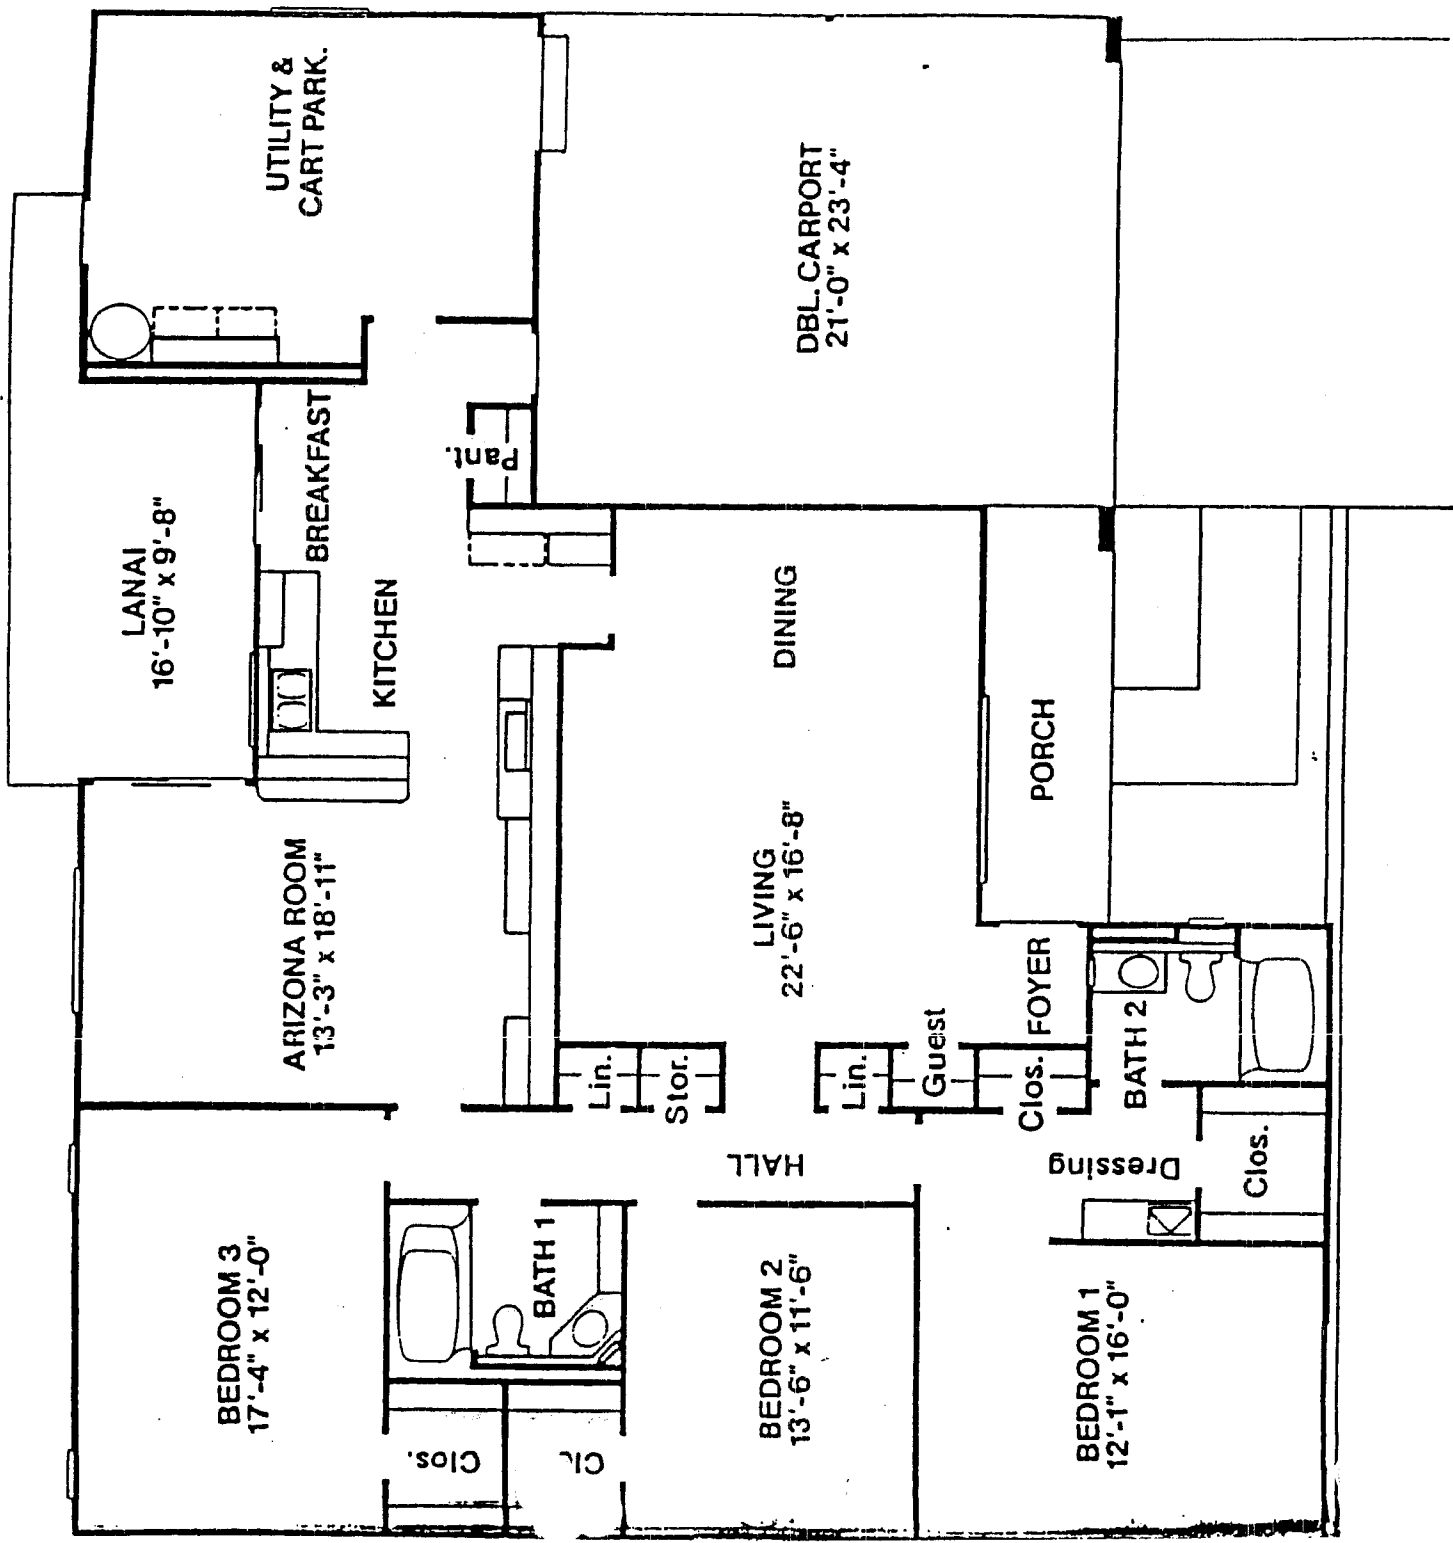 UTILITY &
CART PARK.
LANAI
16'-10" x 9'-8"
BREAKFAST
Pant.
KITCHEN
DBL. CARPORT
21'-0" x 23'-4"
ARIZONA ROOM
13'-3" x 18'-11"
DINING
LIVING
22'-6" x 16'-8"
PORCH
FOYER
Lin.
Stor.
Lin.
Guest
Clos.
BATH 2
HALL
Dressing
Clos.
BEDROOM 3
17'-4" x 12'-0"
BATH 1
Clos.
BEDROOM 2
13'-6" x 11'-6"
BEDROOM 1
12'-1" x 16'-0"